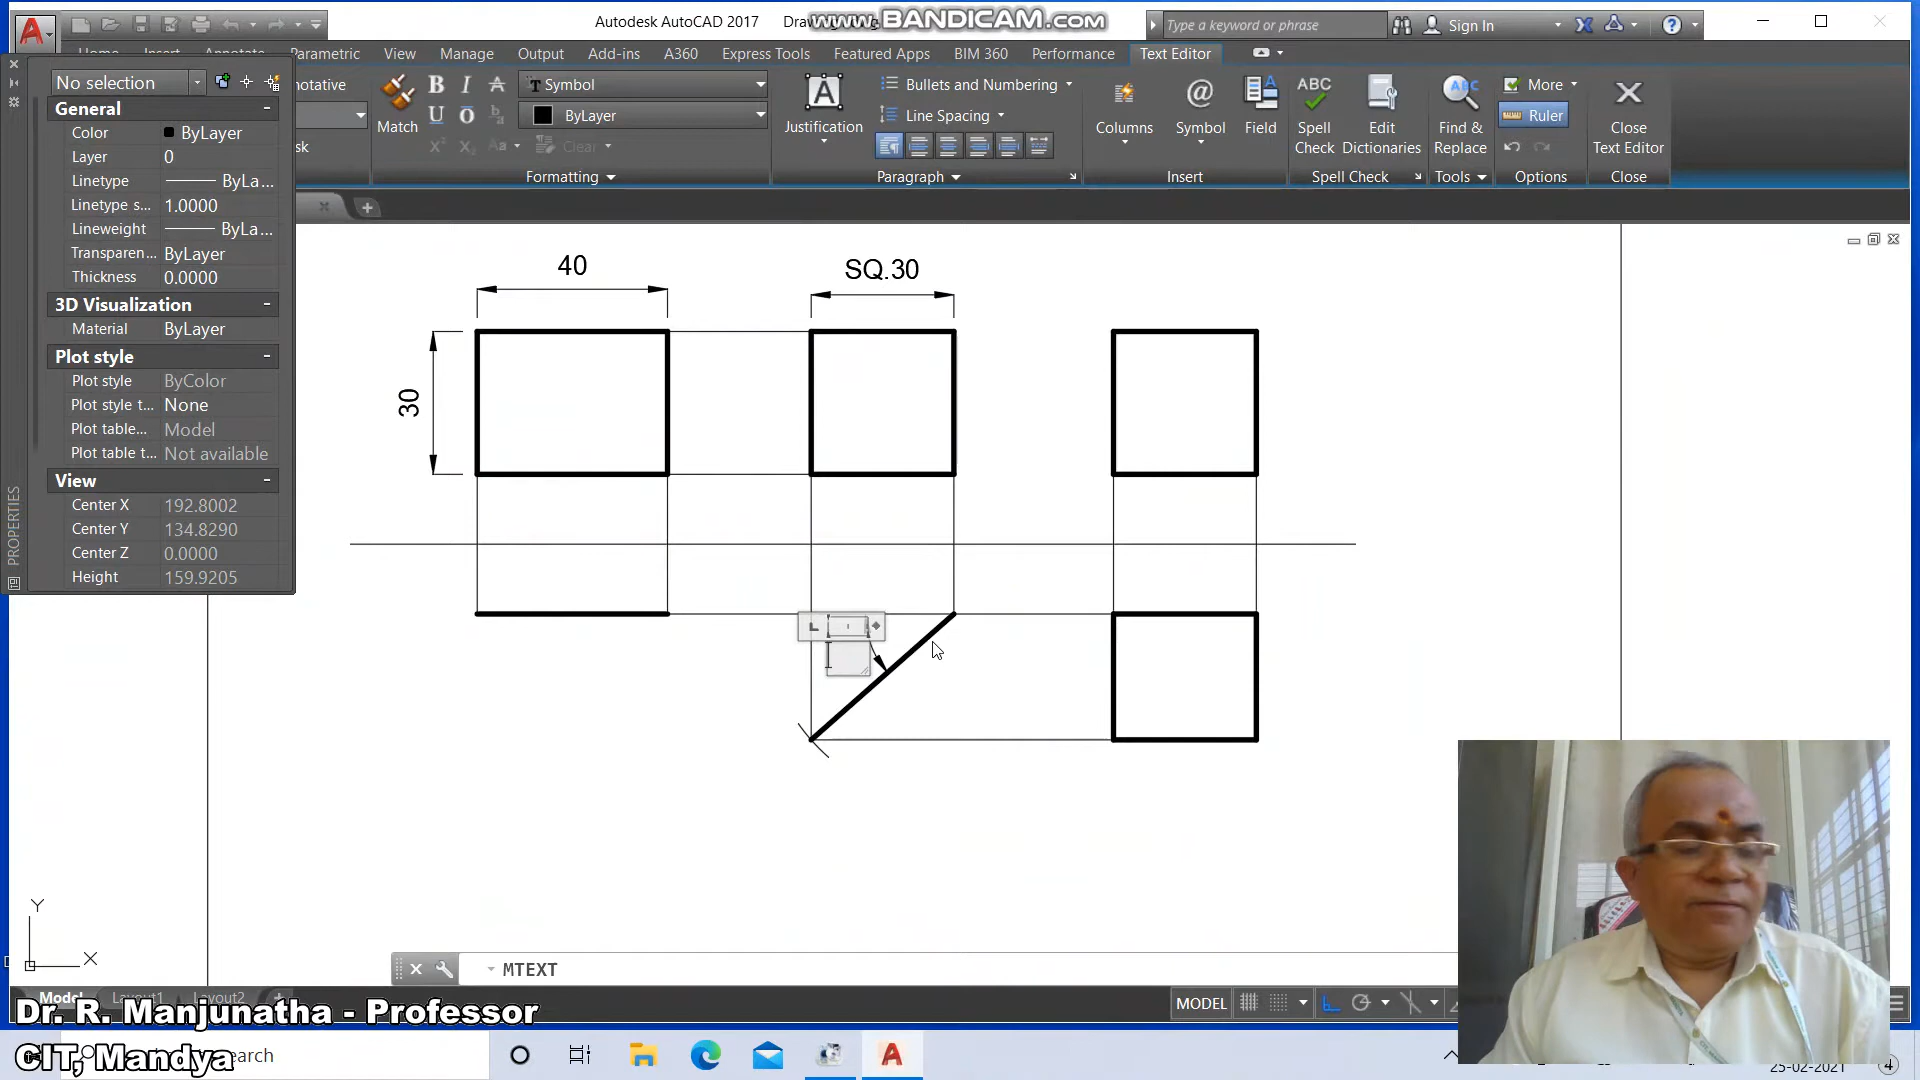 Autodesk AutoCAD 2017
www.BANDICAM.com
Type a keyword or phrase
Sign In
Parametric
View
Manage
Output
Add-ins
A360
Express Tools
Featured Apps
BIM 360
Performance
Text Editor
No selection
Match
B I A
U O
Aa
Symbol
ByLayer
Clear
Formatting
Justification
Bullets and Numbering
Line Spacing
Paragraph
Columns
Symbol
Field
Insert
ABC
Spell Check
Edit Dictionaries
Spell Check
Find & Replace
Tools
More
Ruler
Options
Close Text Editor
Close
General
Color ByLayer
Layer 0
Linetype ByLa...
Linetype s... 1.0000
Lineweight ByLa...
Transparen... ByLayer
Thickness 0.0000
3D Visualization
Material ByLayer
Plot style
Plot style ByColor
Plot style t... None
Plot table... Model
Plot table t... Not available
View
Center X 192.8002
Center Y 134.8290
Center Z 0.0000
Height 159.9205
PROPERTIES
40
SQ.30
30
Y
X
MTEXT
MODEL
Dr. R. Manjunatha - Professor
CIT, Mandya
25-02-2021